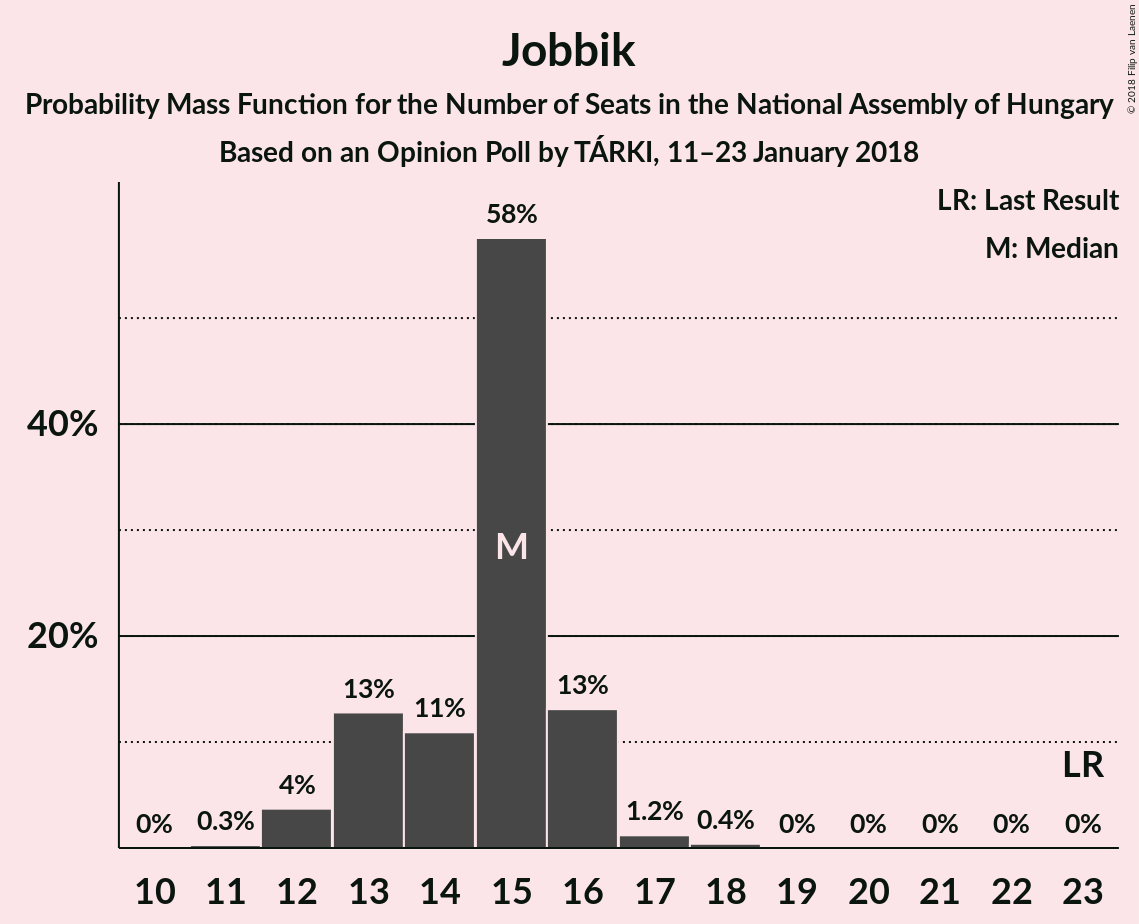 Jobbik
Probability Mass Function for the Number of Seats in the National Assembly of Hungary
Based on an Opinion Poll by TÁRKI, 11–23 January 2018
© 2018 Filip van Laenen
LR: Last Result
M: Median
58%
40%
M
20%
13%
11%
13%
LR
4%
0%
0.3%
1.2%
0.4%
0%
0%
0%
0%
0%
10 11 12 13 14 15 16 17 18 19 20 21 22 23